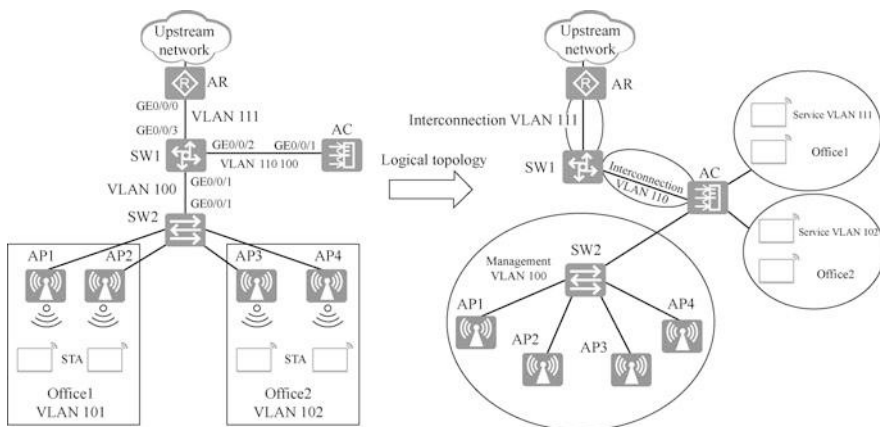 Upstream
network
AR
GE0/0/0
VLAN 111
GE0/0/3
AC
GE0/0/2
GE0/0/1
SW1
VLAN 110 100
VLAN 100
GE0/0/1
GE0/0/1
SW2
AP1
AP2
AP3
AP4
STA
STA
Office1
VLAN 101
Office2
VLAN 102
Logical topology
Upstream
network
AR
Interconnection VLAN 111
SW1
Interconnection
VLAN 110
AC
Service VLAN 111
Office1
Service VLAN 102
Office2
Management
VLAN 100
SW2
AP1
AP2
AP3
AP4